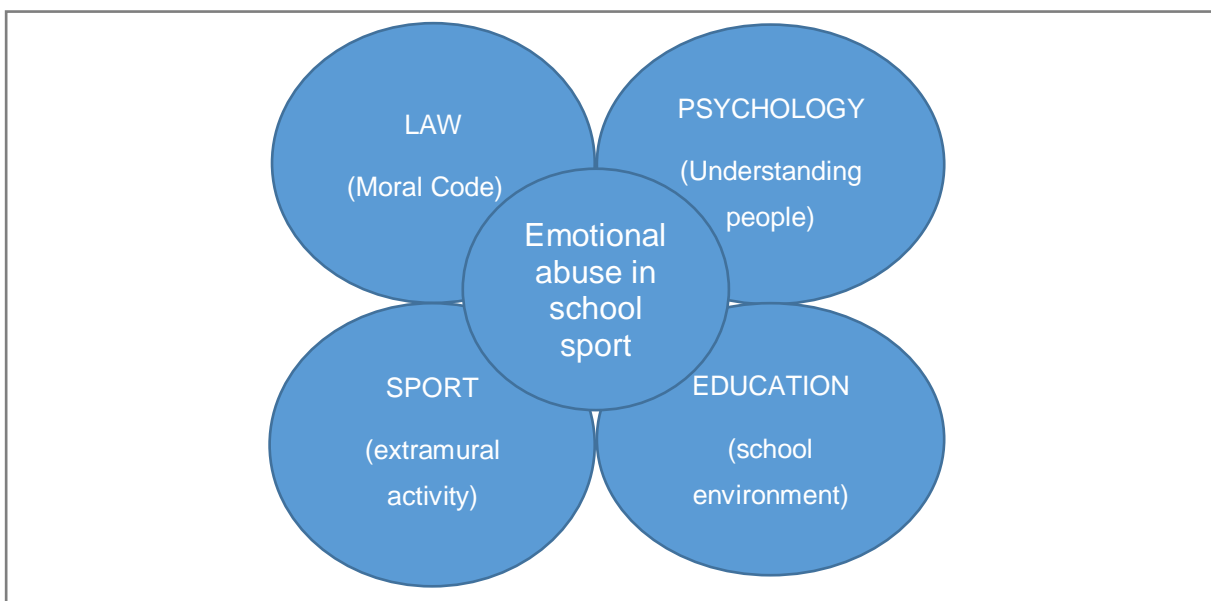 LAW
(Moral Code)
PSYCHOLOGY
(Understanding
people)
Emotional
abuse in
school
sport
SPORT
(extramural
activity)
EDUCATION
(school
environment)